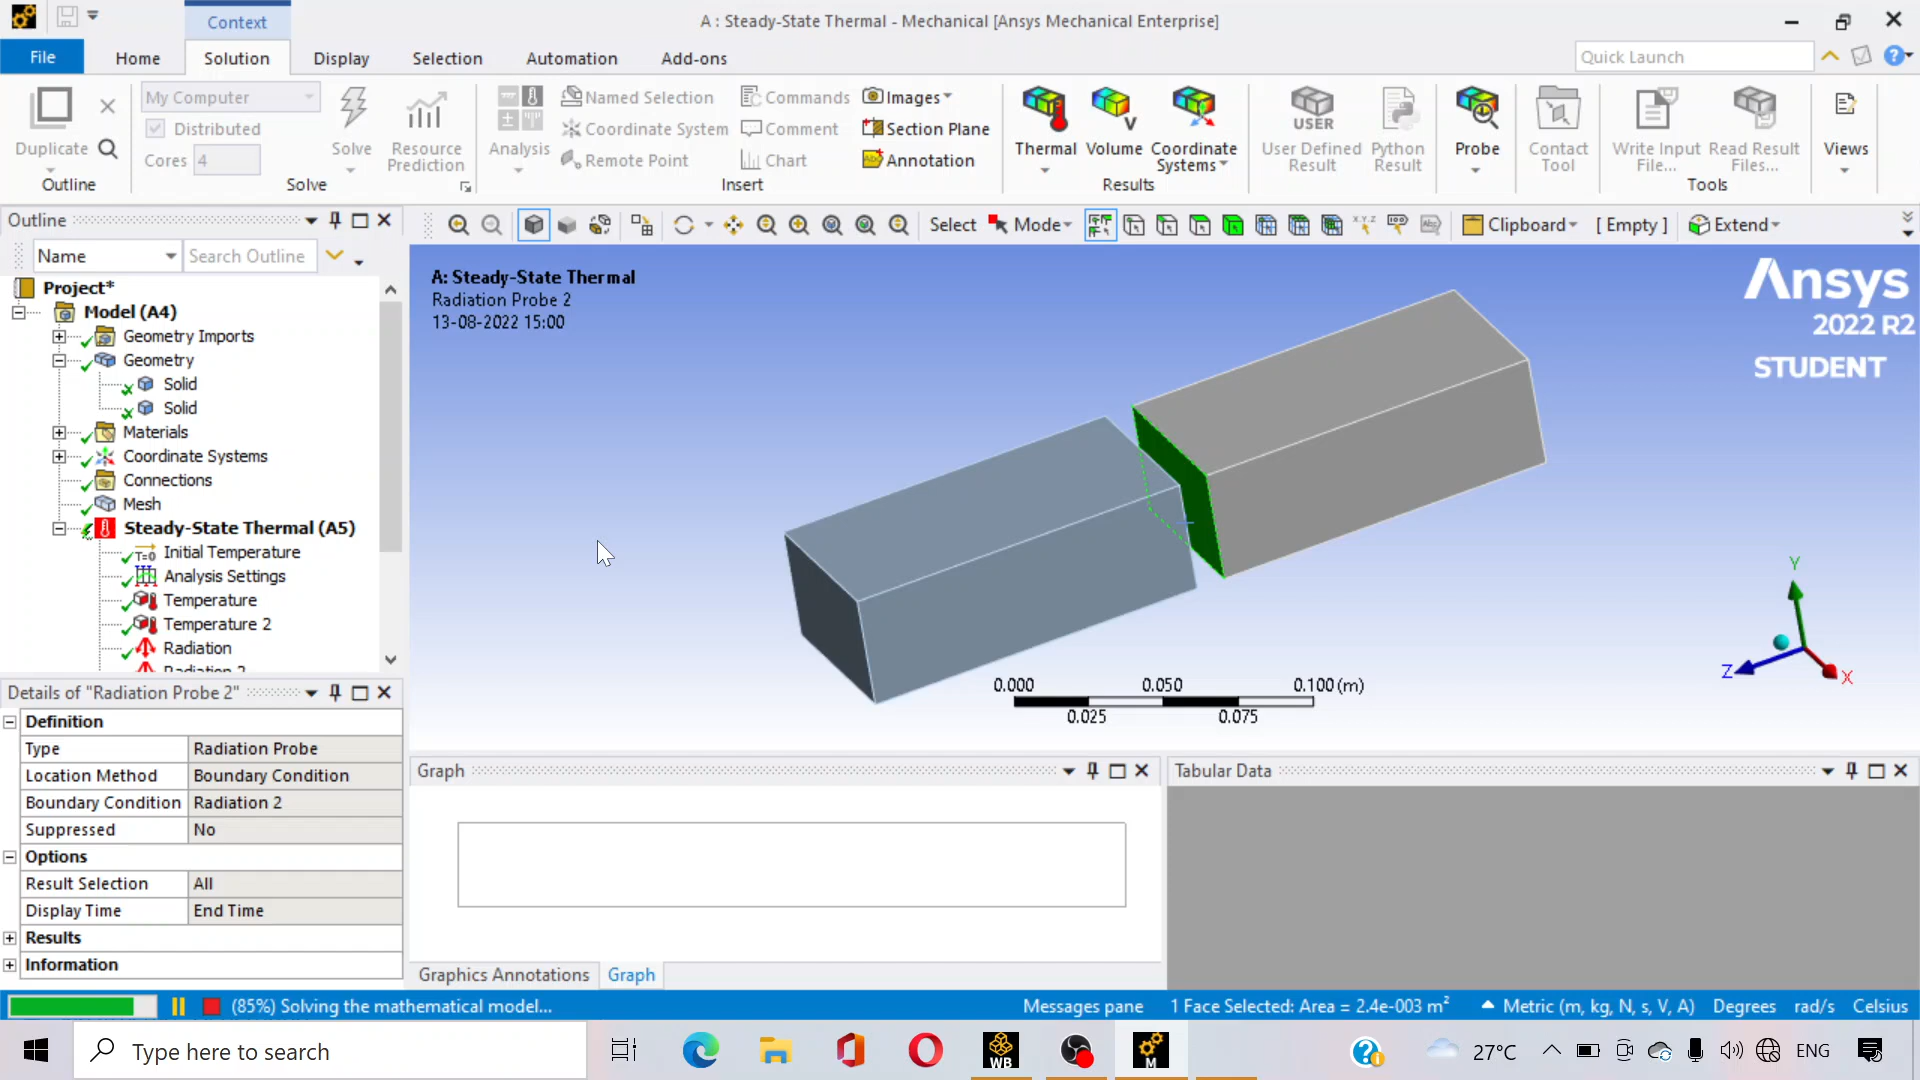 Context
A : Steady-State Thermal - Mechanical [Ansys Mechanical Enterprise]
File
Home
Solution
Display
Selection
Automation
Add-ons
Quick Launch
Duplicate
Outline
My Computer
Distributed
Cores 4
Solve
Resource
Prediction
Solve
Analysis
Named Selection
Coordinate System
Remote Point
Commands
Comment
Chart
Images
Section Plane
Annotation
Insert
Thermal
Volume
Coordinate
Systems
Results
USER
User Defined
Result
Python
Result
Probe
Contact
Tool
Write Input
File...
Read Result
Files...
Tools
Views
Outline
Name
Search Outline
Select
Mode
Clipboard
[ Empty ]
Extend
Project*
Model (A4)
Geometry Imports
Geometry
Solid
Solid
Materials
Coordinate Systems
Connections
Mesh
Steady-State Thermal (A5)
Initial Temperature
Analysis Settings
Temperature
Temperature 2
Radiation
Radiation 2
A: Steady-State Thermal
Radiation Probe 2
13-08-2022 15:00
Ansys
2022 R2
STUDENT
0.000
0.050
0.100 (m)
0.025
0.075
Y
Z
X
Details of "Radiation Probe 2"
Definition
Type Radiation Probe
Location Method Boundary Condition
Boundary Condition Radiation 2
Suppressed No
Options
Result Selection All
Display Time End Time
Results
Information
Graph
Tabular Data
Graphics Annotations
Graph
(85%) Solving the mathematical model...
Messages pane
1 Face Selected: Area = 2.4e-003 m²
Metric (m, kg, N, s, V, A)
Degrees
rad/s
Celsius
Type here to search
WB
M
27°C
ENG